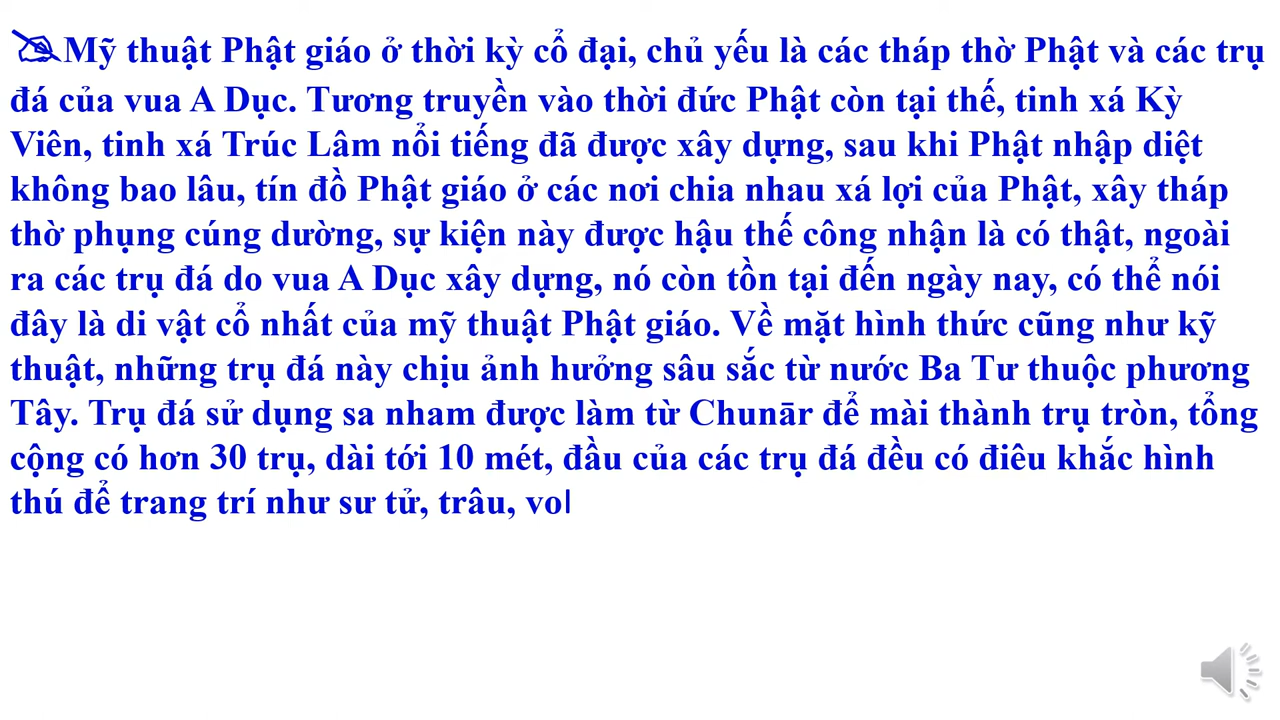 Mỹ thuật Phật giáo ở thời kỳ cổ đại, chủ yếu là các tháp thờ Phật và các trụ
đá của vua A Dục. Tương truyền vào thời đức Phật còn tại thế, tinh xá Kỳ
Viên, tinh xá Trúc Lâm nổi tiếng đã được xây dựng, sau khi Phật nhập diệt
không bao lâu, tín đồ Phật giáo ở các nơi chia nhau xá lợi của Phật, xây tháp
thờ phụng cúng dường, sự kiện này được hậu thế công nhận là có thật, ngoài
ra các trụ đá do vua A Dục xây dựng, nó còn tồn tại đến ngày nay, có thể nói
đây là di vật cổ nhất của mỹ thuật Phật giáo. Về mặt hình thức cũng như kỹ
thuật, những trụ đá này chịu ảnh hưởng sâu sắc từ nước Ba Tư thuộc phương
Tây. Trụ đá sử dụng sa nham được làm từ Chunār để mài thành trụ tròn, tổng
cộng có hơn 30 trụ, dài tới 10 mét, đầu của các trụ đá đều có điêu khắc hình
thú để trang trí như sư tử, trâu, vo